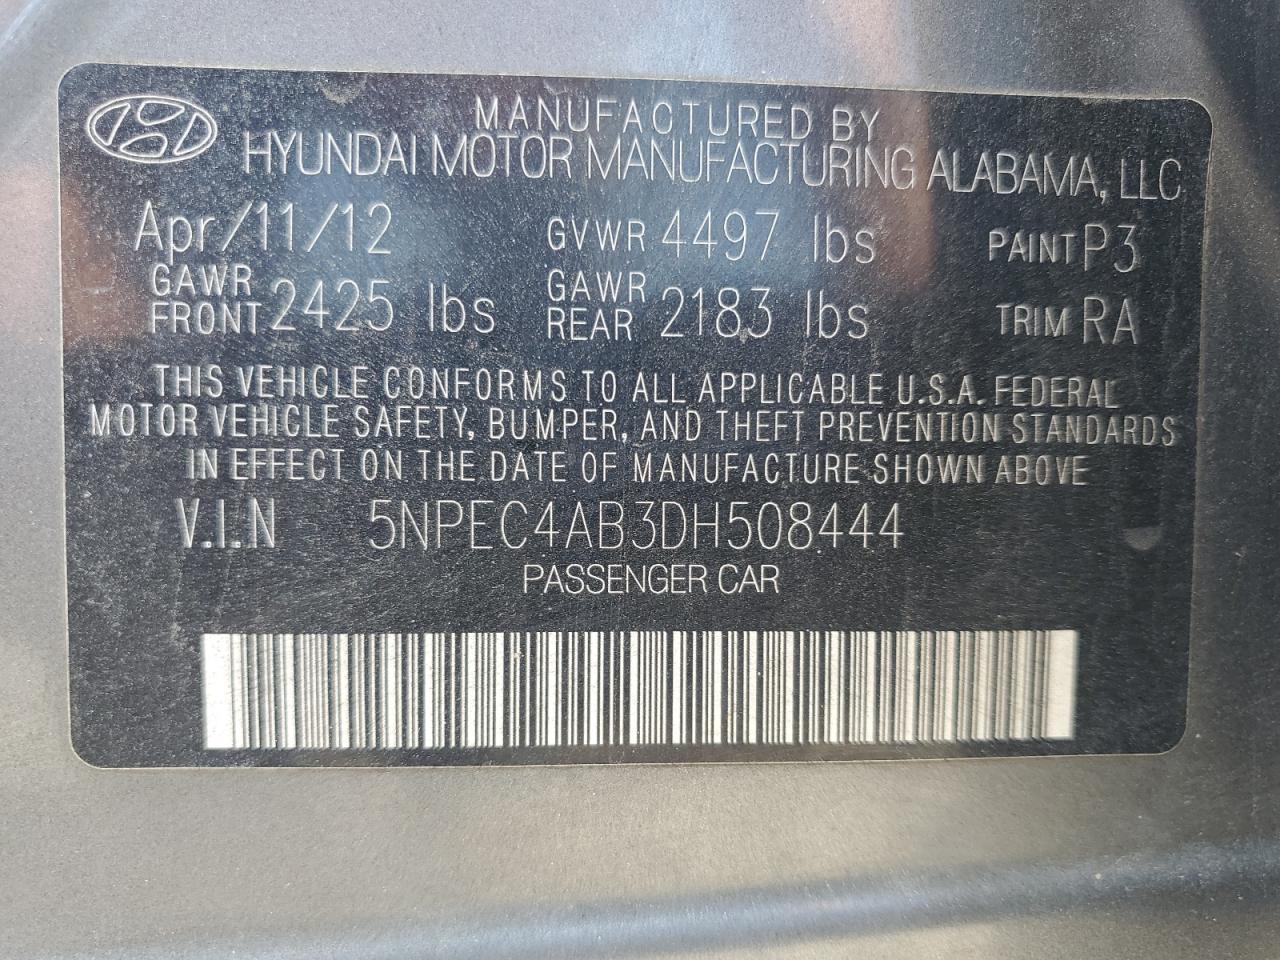 MANUFACTURED BY
HYUNDAI MOTOR MANUFACTURING ALABAMA, LLC
Apr/11/12 GVWR 4497 lbs PAINT P3
GAWR FRONT 2425 lbs GAWR REAR 2183 lbs TRIM RA
THIS VEHICLE CONFORMS TO ALL APPLICABLE U.S.A. FEDERAL
MOTOR VEHICLE SAFETY, BUMPER, AND THEFT PREVENTION STANDARDS
IN EFFECT ON THE DATE OF MANUFACTURE SHOWN ABOVE
V.I.N 5NPEC4AB3DH508444
PASSENGER CAR